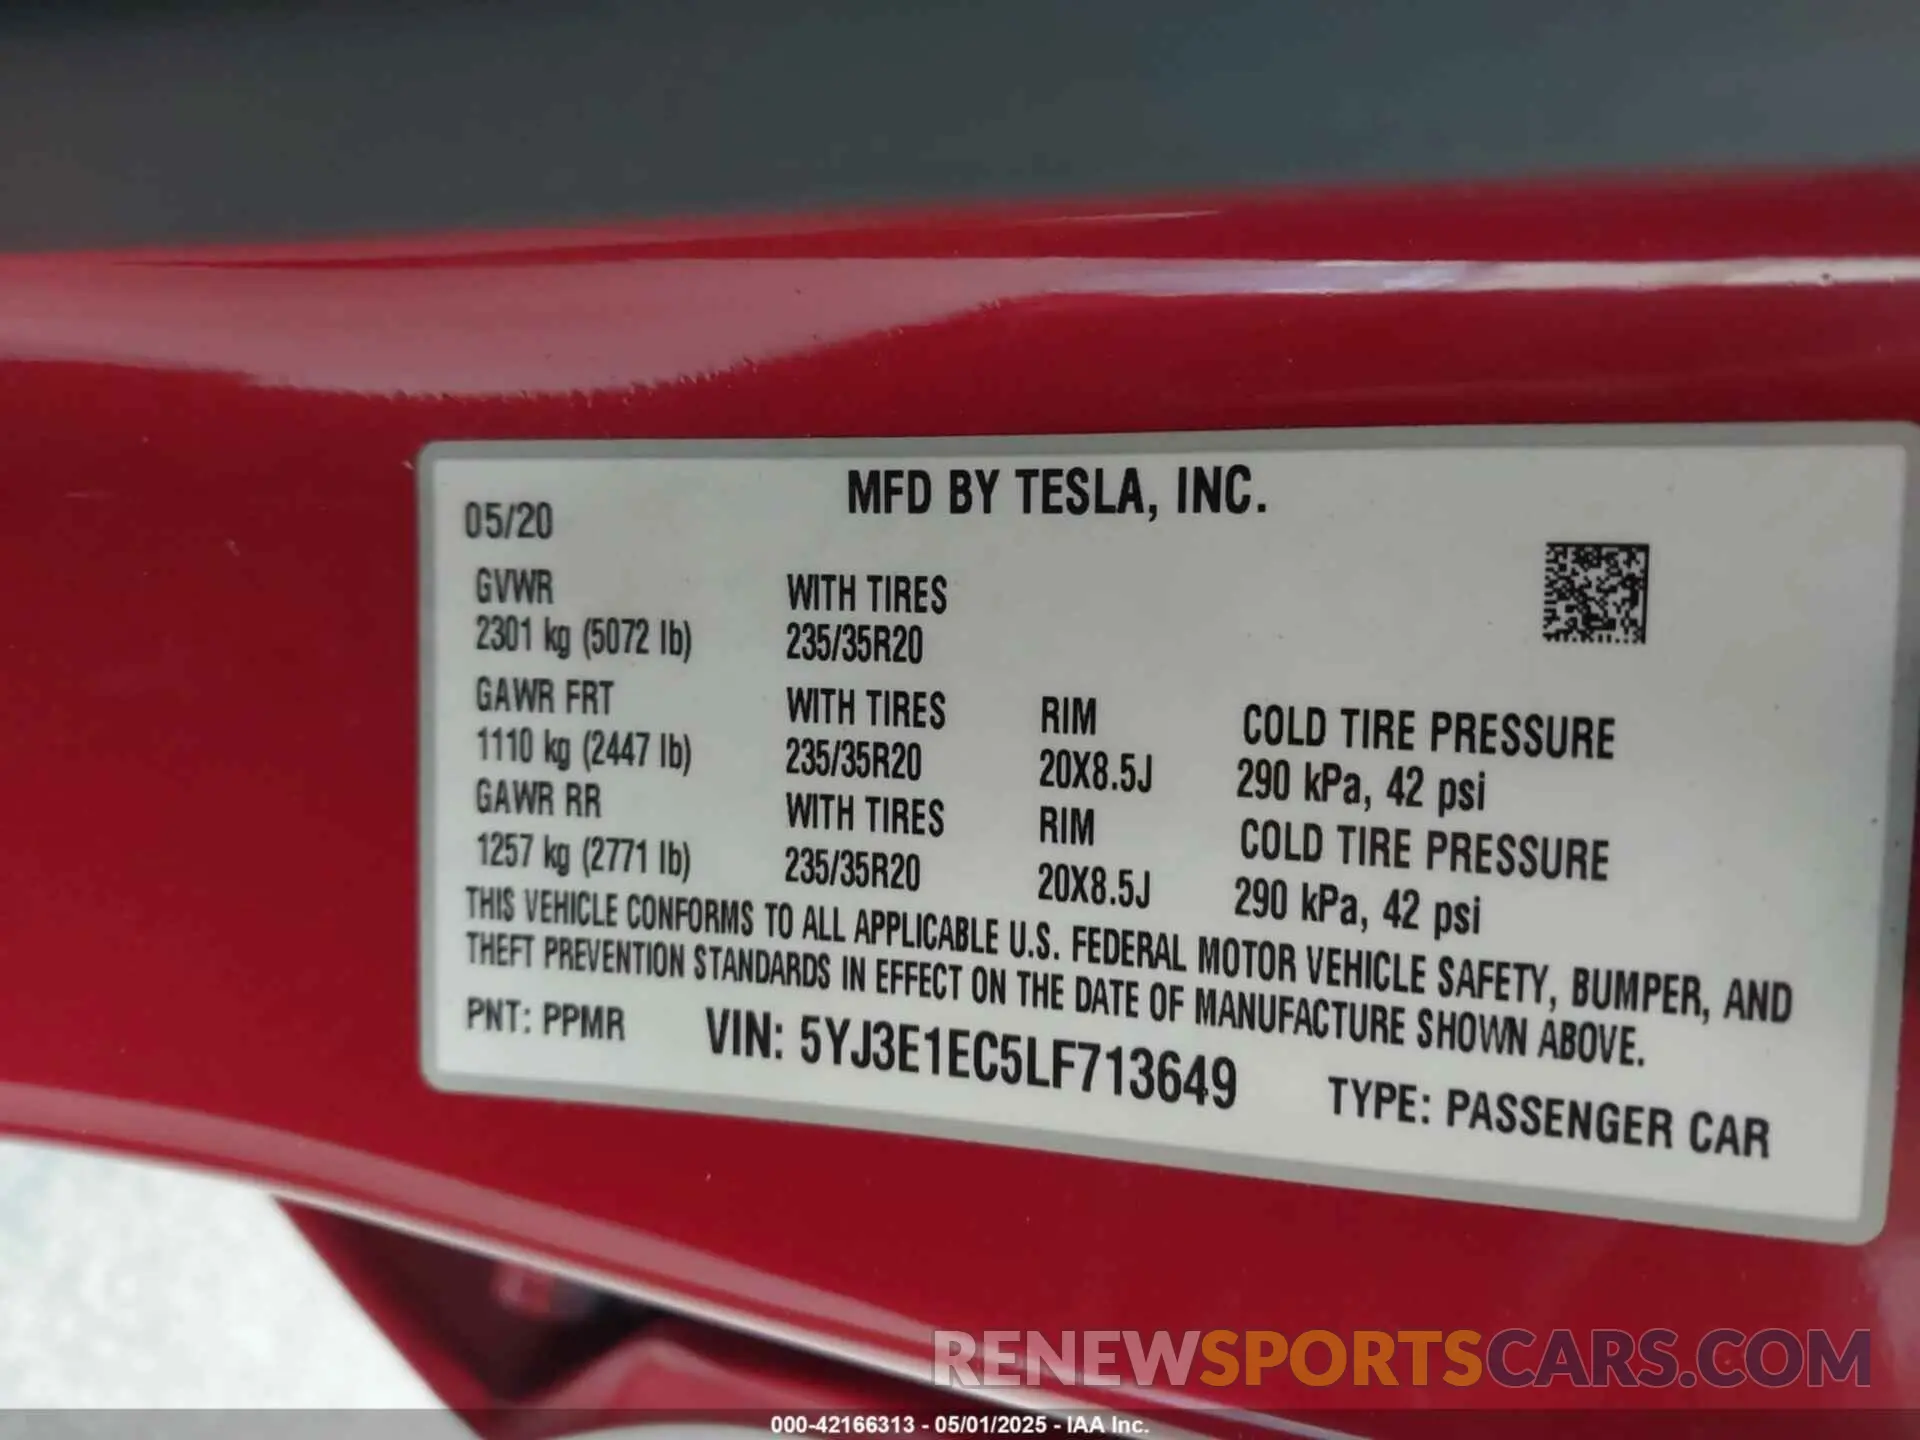 MFD BY TESLA, INC.
05/20
GVWR WITH TIRES
2301 kg (5072 lb) 235/35R20
GAWR FRT WITH TIRES RIM COLD TIRE PRESSURE
1110 kg (2447 lb) 235/35R20 20X8.5J 290 kPa, 42 psi
GAWR RR WITH TIRES RIM COLD TIRE PRESSURE
1257 kg (2771 lb) 235/35R20 20X8.5J 290 kPa, 42 psi
THIS VEHICLE CONFORMS TO ALL APPLICABLE U.S. FEDERAL MOTOR VEHICLE SAFETY, BUMPER, AND
THEFT PREVENTION STANDARDS IN EFFECT ON THE DATE OF MANUFACTURE SHOWN ABOVE.
PNT: PPMR VIN: 5YJ3E1EC5LF713649 TYPE: PASSENGER CAR
RENEWSPORTSCARS.COM
000-42166313 - 05/01/2025 - IAA Inc.